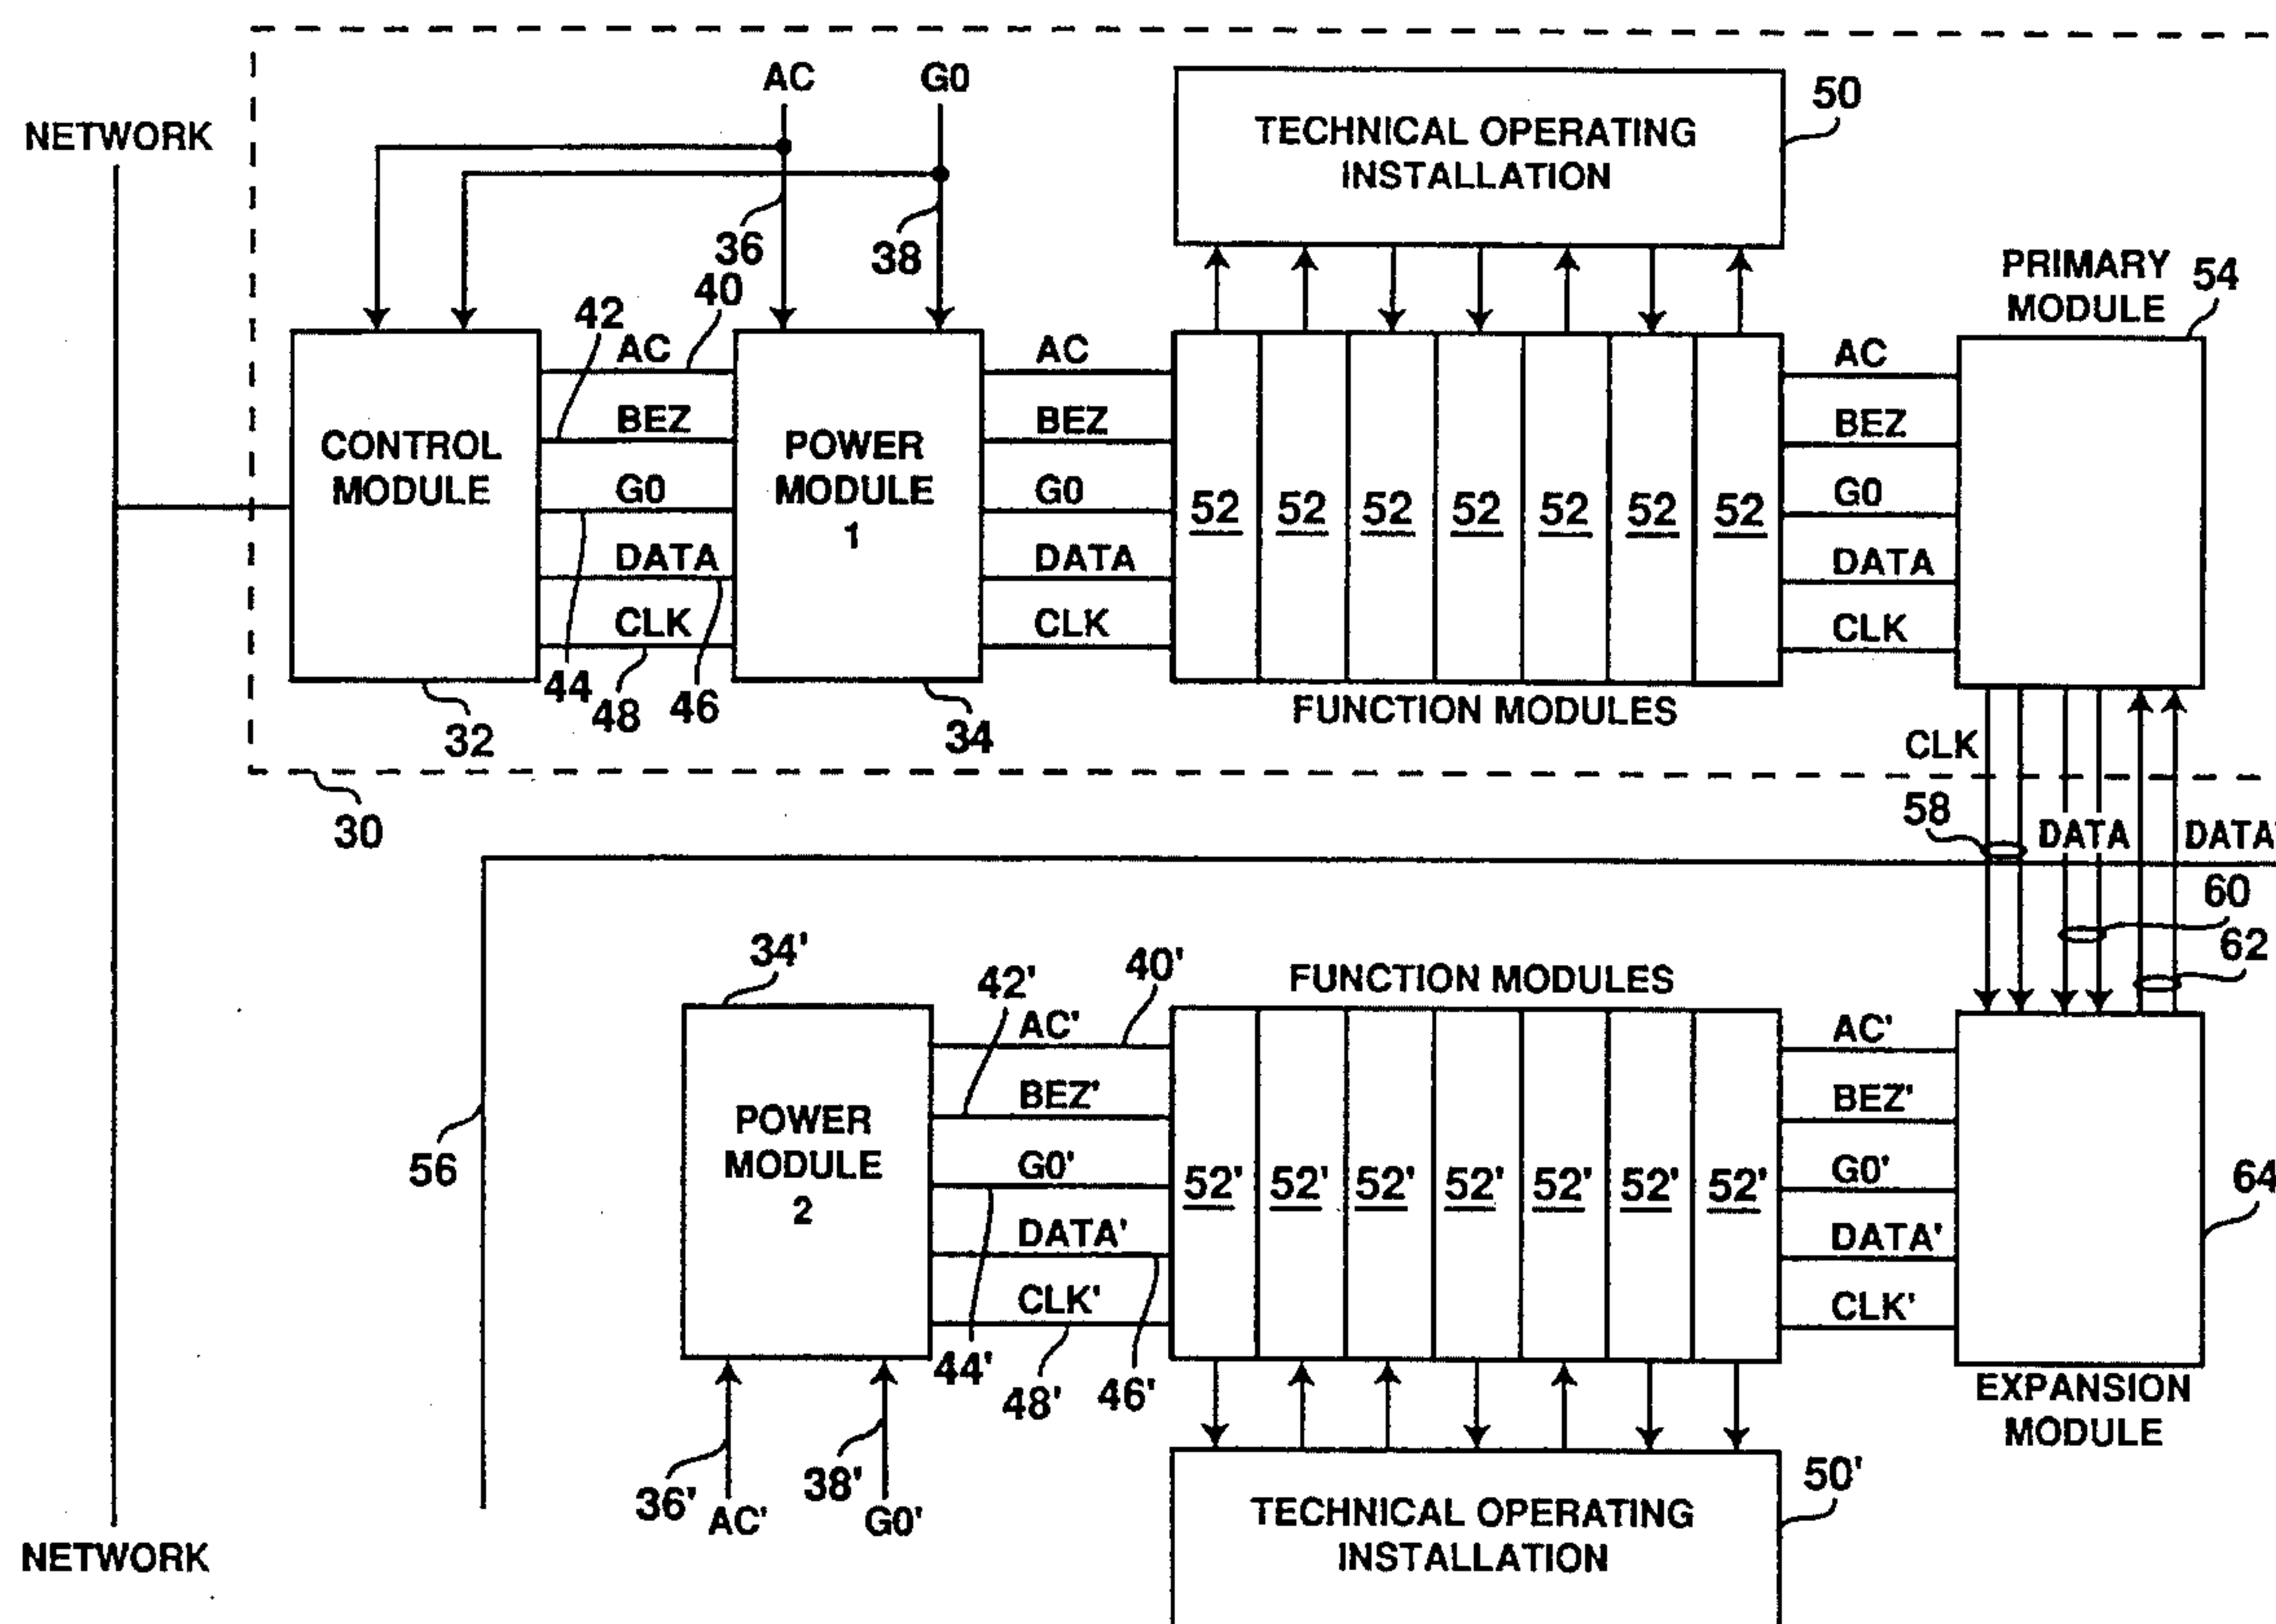 AC G0
NETWORK
50
TECHNICAL OPERATING
INSTALLATION
36
38
40
42
PRIMARY
MODULE
54
CONTROL
MODULE
AC
BEZ
G0
DATA
CLK
POWER
MODULE
1
AC
BEZ
G0
DATA
CLK
52 52 52 52 52 52 52
AC
BEZ
G0
DATA
CLK
44
48
46
32
34
FUNCTION MODULES
CLK
30
58
DATA
DATA'
60
62
34'
42'
40'
FUNCTION MODULES
56
POWER
MODULE
2
AC'
BEZ'
G0'
DATA'
CLK'
52' 52' 52' 52' 52' 52' 52'
AC'
BEZ'
G0'
DATA'
CLK'
64
44'
48'
46'
EXPANSION
MODULE
36'
AC'
38'
G0'
50'
TECHNICAL OPERATING
INSTALLATION
NETWORK